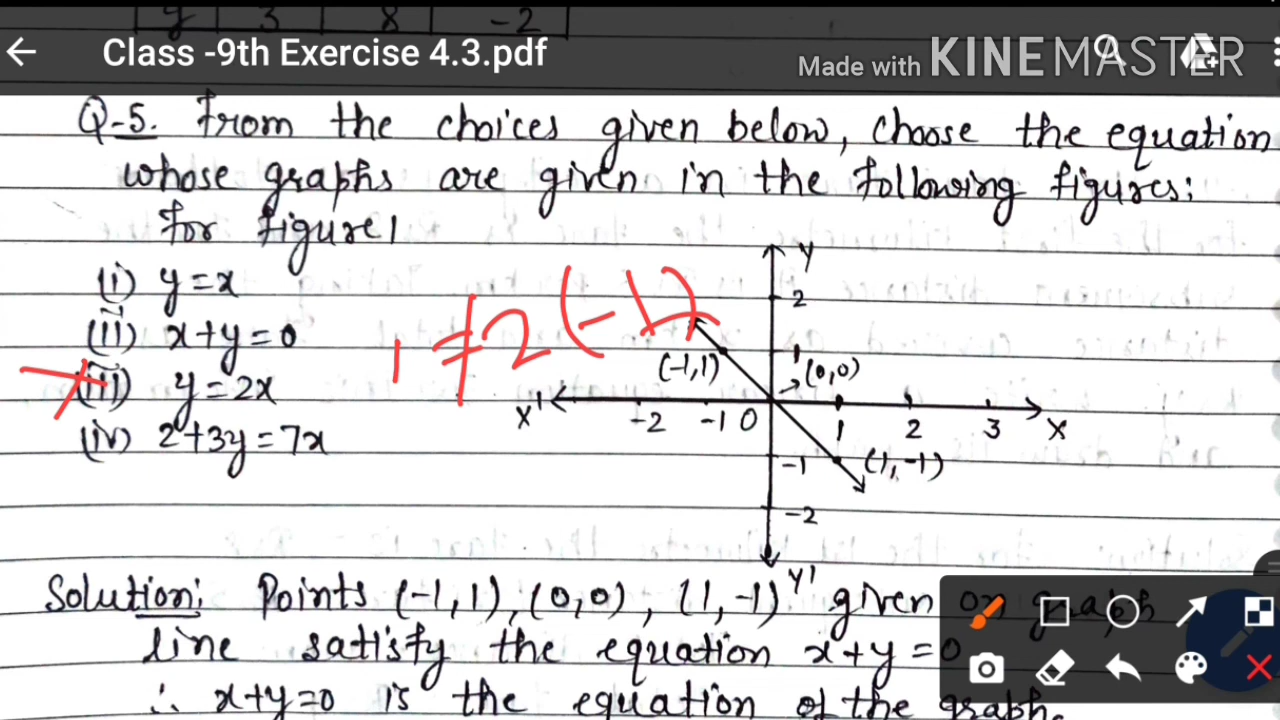 y 3 8 -2
Class -9th Exercise 4.3.pdf
Made with KINEMASTER
Q-5. From the choices given below, choose the equation
whose graphs are given in the following figures:
For figure 1
(i) y = x
(ii) x+y = 0
(iii) y = 2x
(iv) 2+3y = 7x
1 ≠ 2(-1)
Y
2
1
(-1,1)
(0,0)
X' -2 -1 0 1 2 3 X
-1
(1,-1)
-2
Y'
Solution: Points (-1,1), (0,0), (1,-1) given on graph
line satisfy the equation x+y = 0
∴ x+y=0 is the equation of the graph.